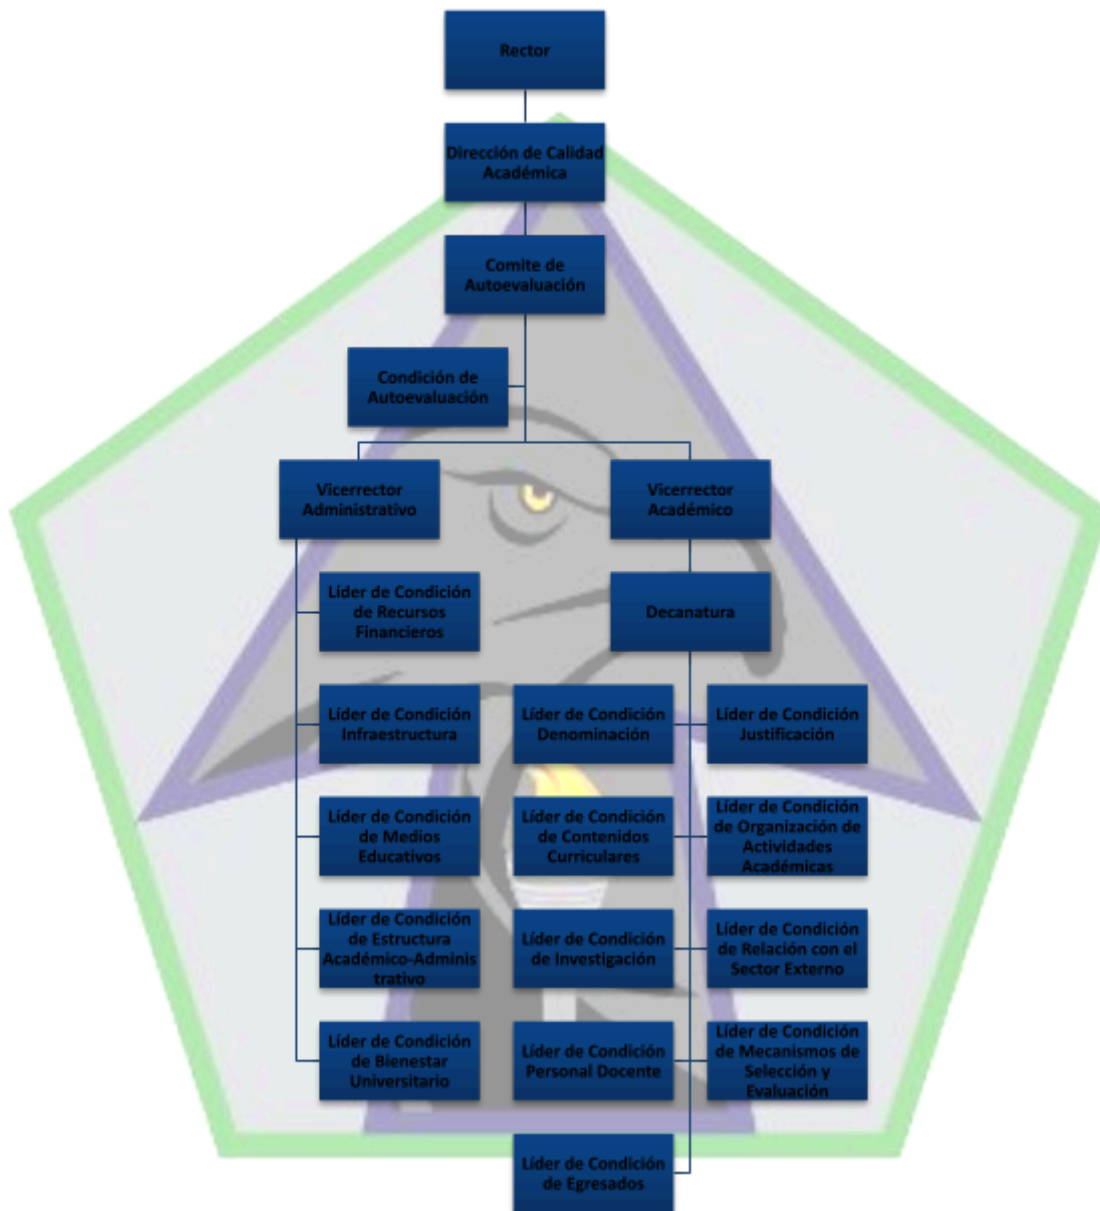 Rector
Dirección de Calidad
Académica
Comite de
Autoevaluación
Condición de
Autoevaluación
Vicerrector
Administrativo
Vicerrector
Académico
Líder de Condición
de Recursos
Financieros
Decanatura
Líder de Condición
Infraestructura
Líder de Condición
Denominación
Líder de Condición
Justificación
Líder de Condición
de Medios
Educativos
Líder de Condición
de Contenidos
Curriculares
Líder de Condición
de Organización de
Actividades
Académicas
Líder de Condición
de Estructura
Académico-Adminis
trativo
Líder de Condición
de Investigación
Líder de Condición
de Relación con el
Sector Externo
Líder de Condición
de Bienestar
Universitario
Líder de Condición
Personal Docente
Líder de Condición
de Mecanismos de
Selección y
Evaluación
Líder de Condición
de Egresados